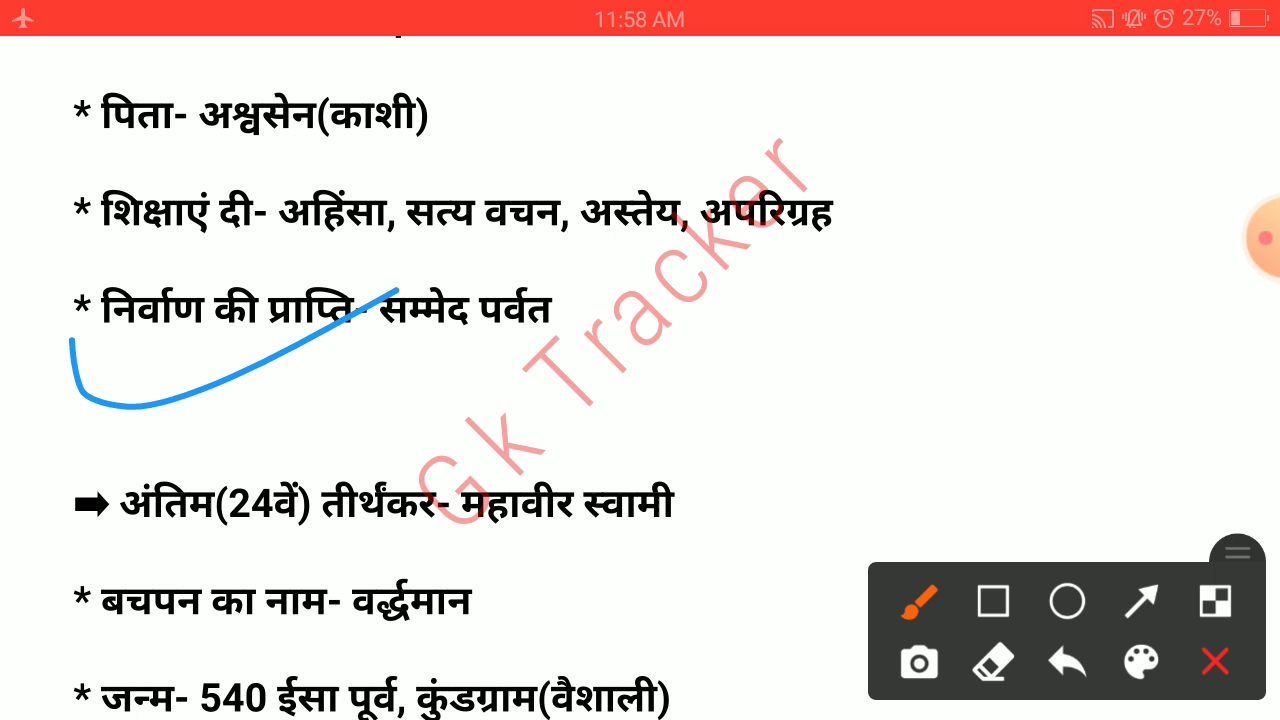 11:58 AM
27%
* पिता- अश्वसेन(काशी)
* शिक्षाएं दी- अहिंसा, सत्य वचन, अस्तेय, अपरिग्रह
* निर्वाण की प्राप्ति- सम्मेद पर्वत
➡ अंतिम(24वें) तीर्थंकर- महावीर स्वामी
* बचपन का नाम- वर्द्धमान
* जन्म- 540 ईसा पूर्व, कुंडग्राम(वैशाली)
Gk Tracker